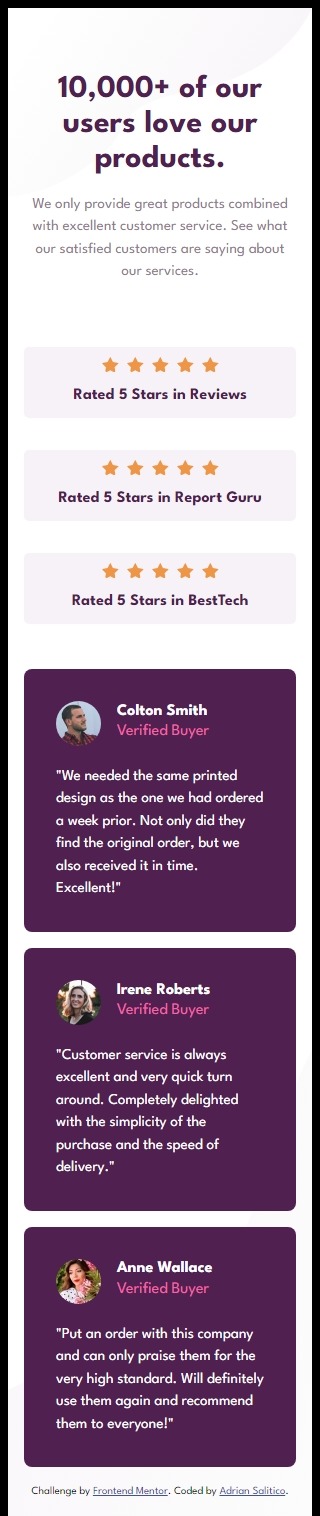 10,000+ of our
users love our
products.
We only provide great products combined
with excellent customer service. See what
our satisfied customers are saying about
our services.
Rated 5 Stars in Reviews
Rated 5 Stars in Report Guru
Rated 5 Stars in BestTech
Colton Smith
Verified Buyer
"We needed the same printed
design as the one we had ordered
a week prior. Not only did they
find the original order, but we
also received it in time.
Excellent!"
Irene Roberts
Verified Buyer
"Customer service is always
excellent and very quick turn
around. Completely delighted
with the simplicity of the
purchase and the speed of
delivery."
Anne Wallace
Verified Buyer
"Put an order with this company
and can only praise them for the
very high standard. Will definitely
use them again and recommend
them to everyone!"
Challenge by Frontend Mentor. Coded by Adrian Salitico.